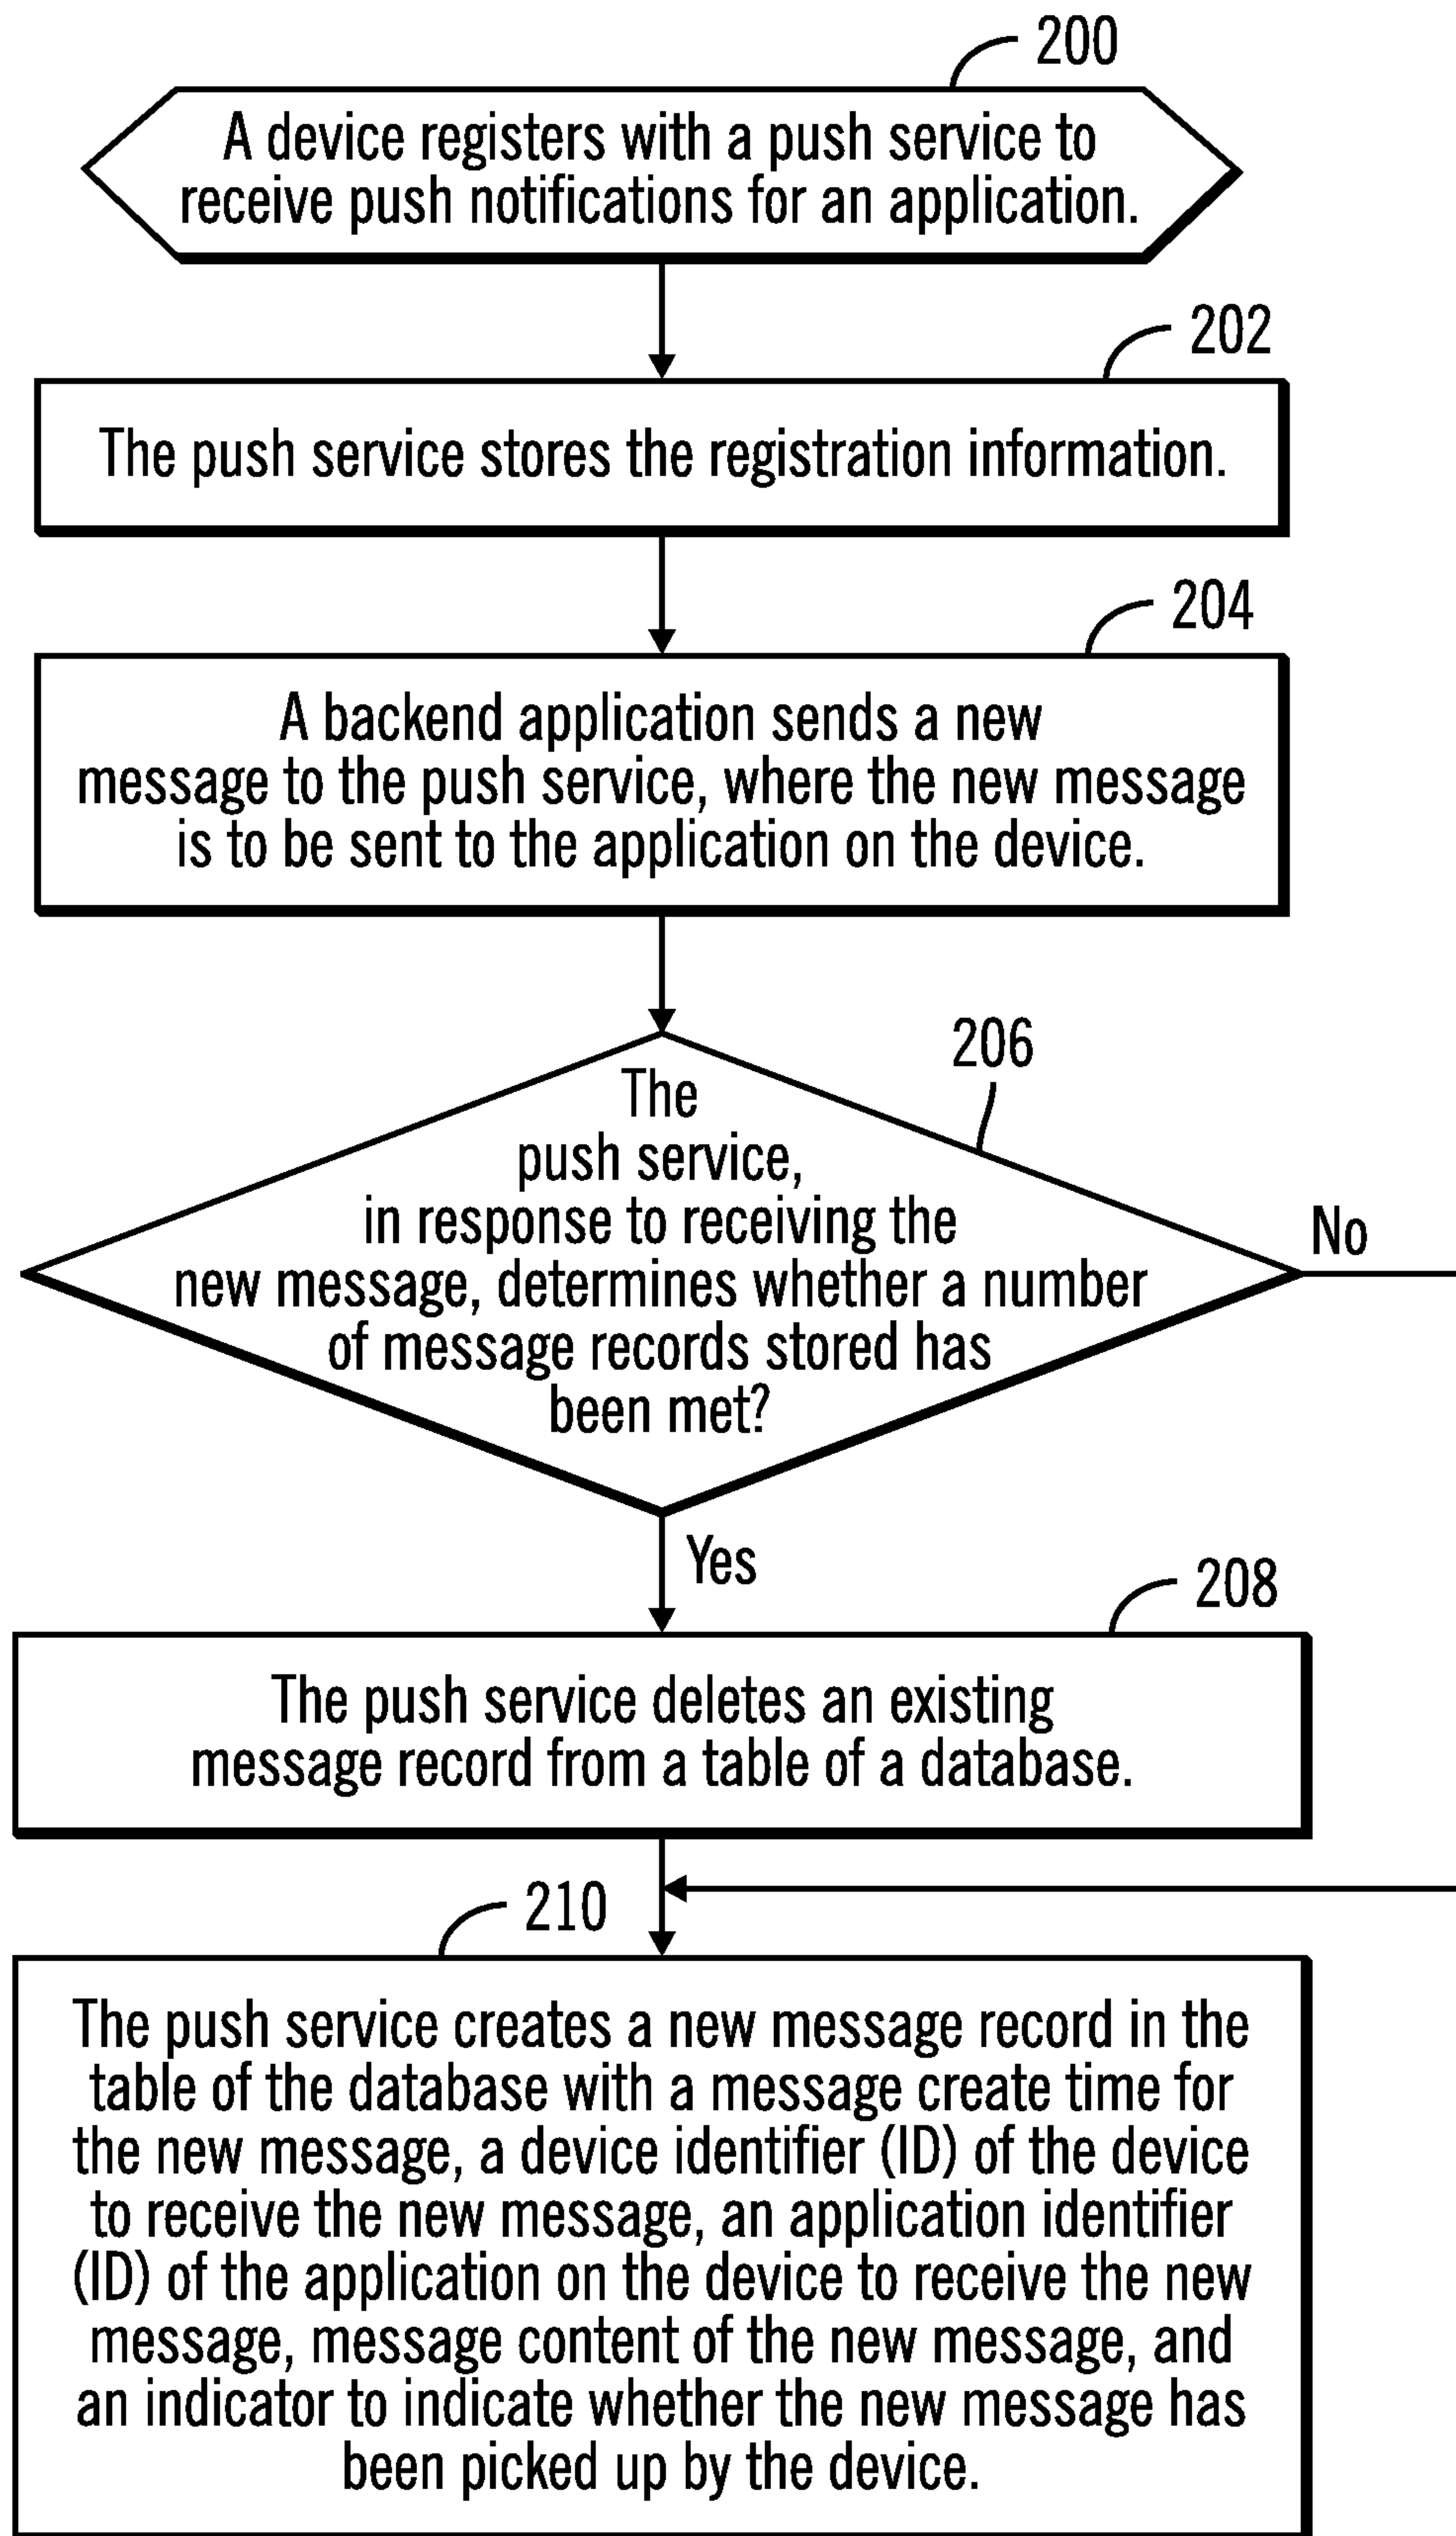 200
A device registers with a push service to
receive push notifications for an application.
202
The push service stores the registration information.
204
A backend application sends a new
message to the push service, where the new message
is to be sent to the application on the device.
206
The
push service,
in response to receiving the
new message, determines whether a number
of message records stored has
been met?
No
Yes
208
The push service deletes an existing
message record from a table of a database.
210
The push service creates a new message record in the
table of the database with a message create time for
the new message, a device identifier (ID) of the device
to receive the new message, an application identifier
(ID) of the application on the device to receive the new
message, message content of the new message, and
an indicator to indicate whether the new message has
been picked up by the device.